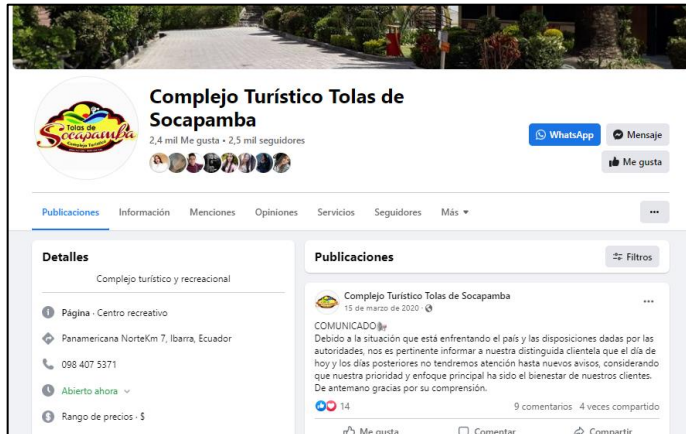 Complejo Turístico Tolas de
Socapamba
2,4 mil Me gusta • 2,5 mil seguidores
Tolas de
Socapamba
Complejo Turístico
WhatsApp
Mensaje
Me gusta
Publicaciones Información Menciones Opiniones Servicios Seguidores Más
Detalles
Complejo turístico y recreacional
Página · Centro recreativo
Panamericana NorteKm 7, Ibarra, Ecuador
098 407 5371
Abierto ahora
Rango de precios · $
Publicaciones
Filtros
Complejo Turístico Tolas de Socapamba
15 de marzo de 2020 ·
COMUNICADO
Debido a la situación que está enfrentando el país y las disposiciones dadas por las
autoridades, nos es pertinente informar a nuestra distinguida clientela que el día de
hoy y los días posteriores no tendremos atención hasta nuevos avisos, considerando
que nuestra prioridad y enfoque principal ha sido el bienestar de nuestros clientes.
De antemano gracias por su comprensión.
14
9 comentarios 4 veces compartido
Me gusta Comentar Compartir